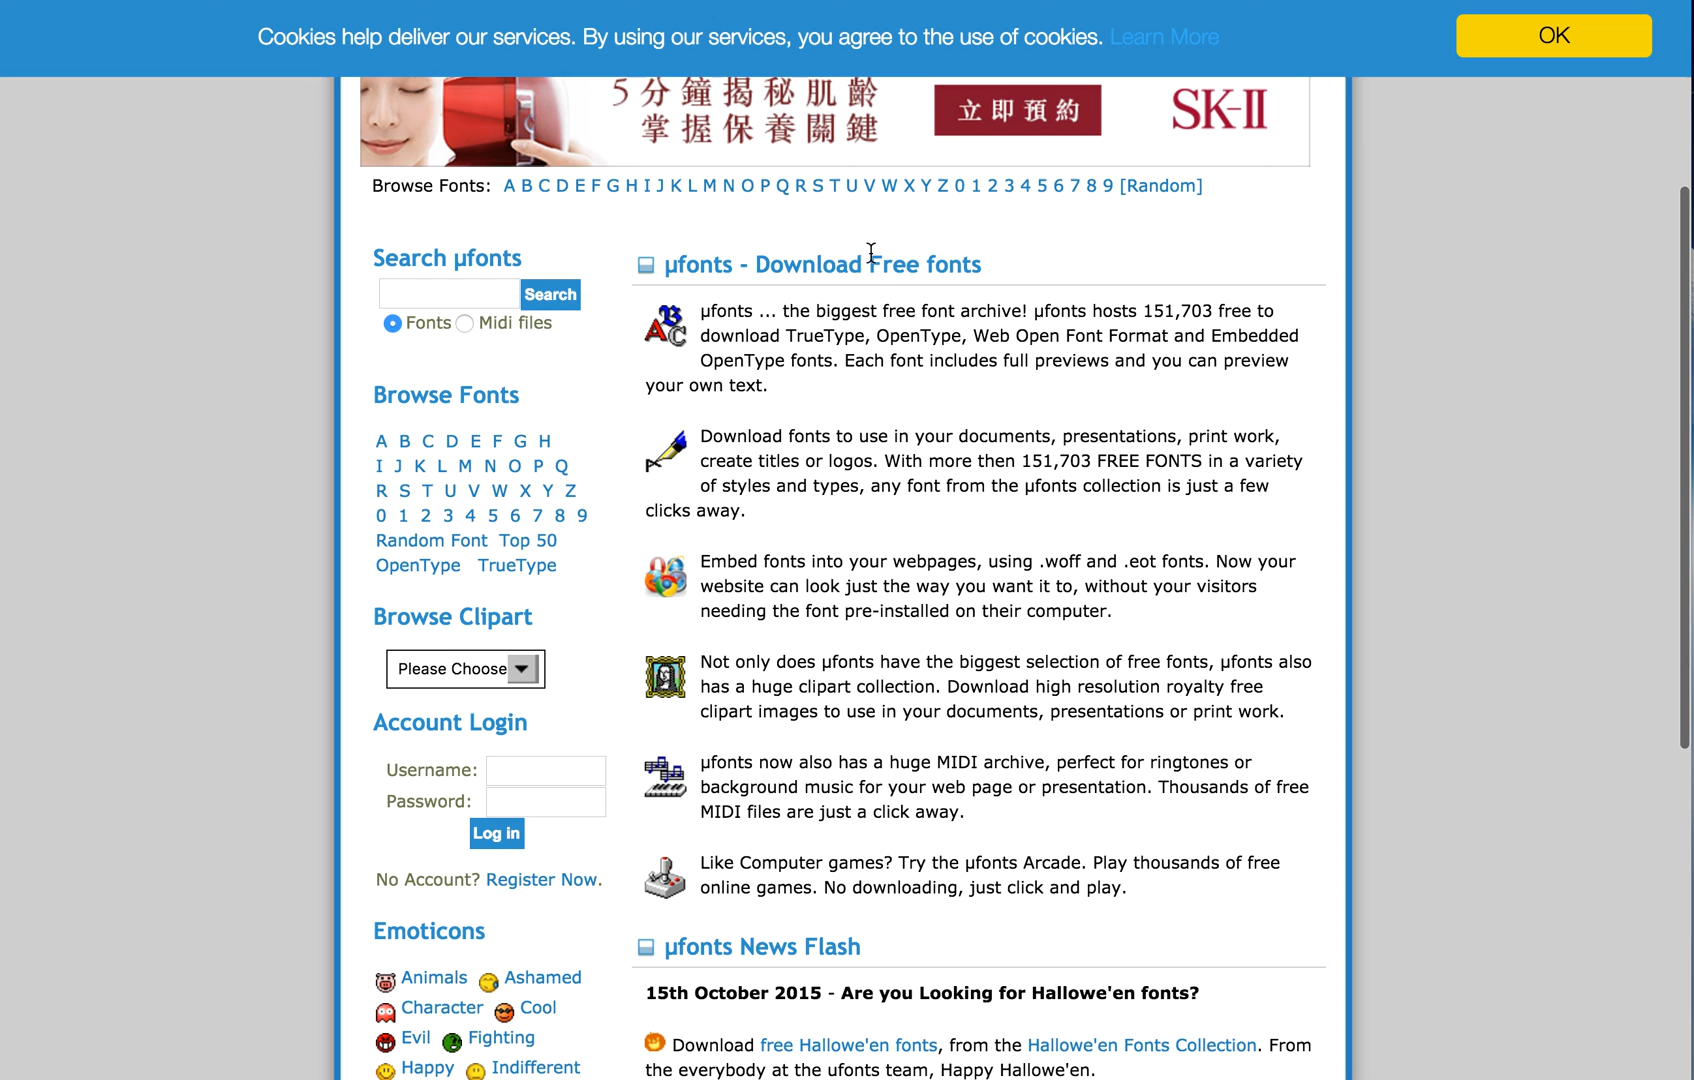 Cookies help deliver our services. By using our services, you agree to the use of cookies. Learn More
OK
5分鐘揭秘肌齡
掌握保養關鍵
立即預約
SK-II
Browse Fonts: A B C D E F G H I J K L M N O P Q R S T U V W X Y Z 0 1 2 3 4 5 6 7 8 9 [Random]
Search µfonts
Search
Fonts Midi files
Browse Fonts
A B C D E F G H
I J K L M N O P Q
R S T U V W X Y Z
0 1 2 3 4 5 6 7 8 9
Random Font Top 50
OpenType TrueType
Browse Clipart
Please Choose
Account Login
Username:
Password:
Log in
No Account? Register Now.
Emoticons
Animals Ashamed
Character Cool
Evil Fighting
Happy Indifferent
µfonts - Download Free fonts
µfonts ... the biggest free font archive! µfonts hosts 151,703 free to
download TrueType, OpenType, Web Open Font Format and Embedded
OpenType fonts. Each font includes full previews and you can preview
your own text.
Download fonts to use in your documents, presentations, print work,
create titles or logos. With more then 151,703 FREE FONTS in a variety
of styles and types, any font from the µfonts collection is just a few
clicks away.
Embed fonts into your webpages, using .woff and .eot fonts. Now your
website can look just the way you want it to, without your visitors
needing the font pre-installed on their computer.
Not only does µfonts have the biggest selection of free fonts, µfonts also
has a huge clipart collection. Download high resolution royalty free
clipart images to use in your documents, presentations or print work.
µfonts now also has a huge MIDI archive, perfect for ringtones or
background music for your web page or presentation. Thousands of free
MIDI files are just a click away.
Like Computer games? Try the µfonts Arcade. Play thousands of free
online games. No downloading, just click and play.
µfonts News Flash
15th October 2015 - Are you Looking for Hallowe'en fonts?
Download free Hallowe'en fonts, from the Hallowe'en Fonts Collection. From
the everybody at the ufonts team, Happy Hallowe'en.